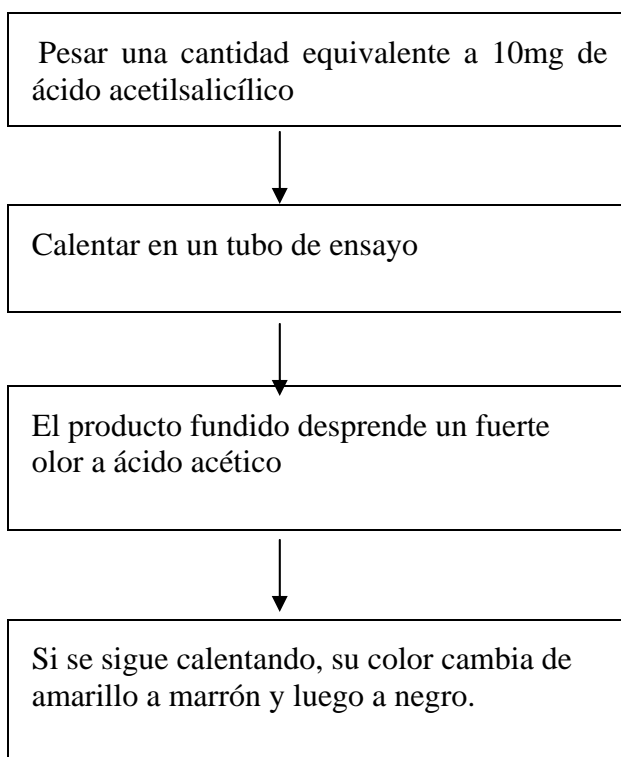 Pesar una cantidad equivalente a 10mg de
ácido acetilsalicílico
Calentar en un tubo de ensayo
El producto fundido desprende un fuerte
olor a ácido acético
Si se sigue calentando, su color cambia de
amarillo a marrón y luego a negro.